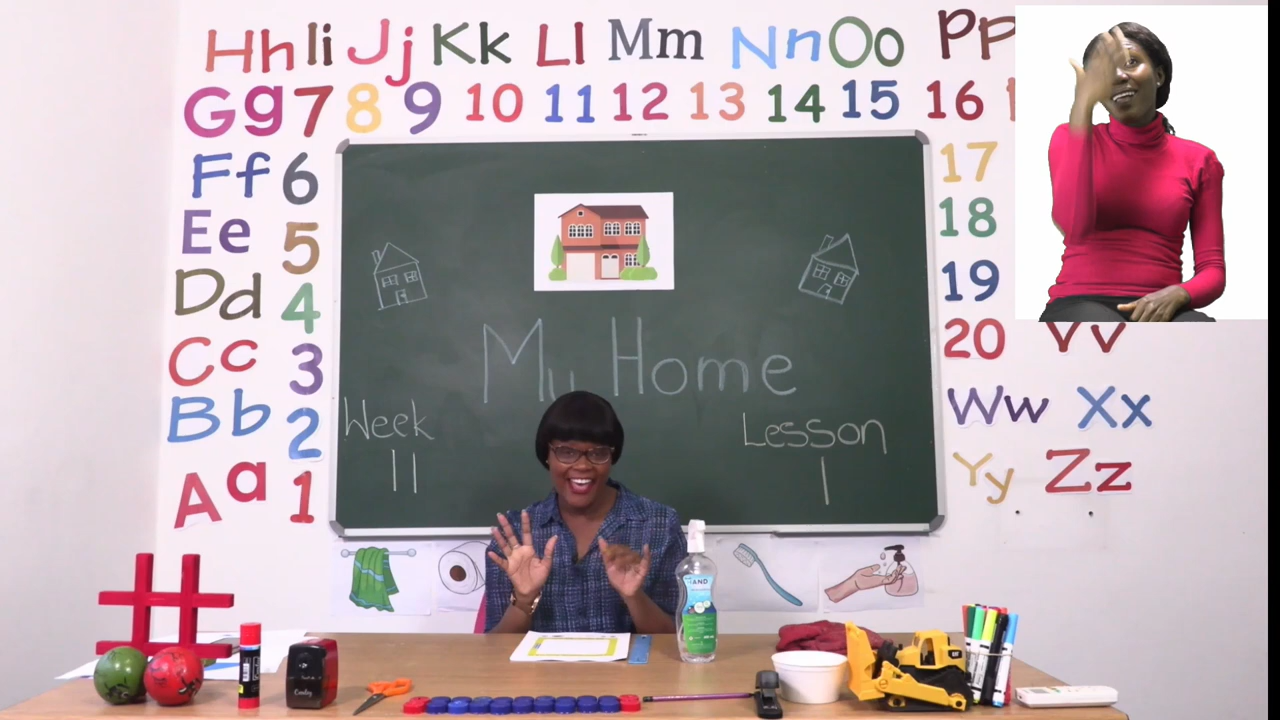 Hh Ii Jj Kk Ll Mm Nn Oo Pp
Gg 7 8 9 10 11 12 13 14 15 16
Ff 6 17
Ee 5 18
Dd 4 19
Cc 3 20 Vv
Bb 2 Ww Xx
Aa 1 Yy Zz
My Home
Week
11
Lesson
1
HAND
CAT